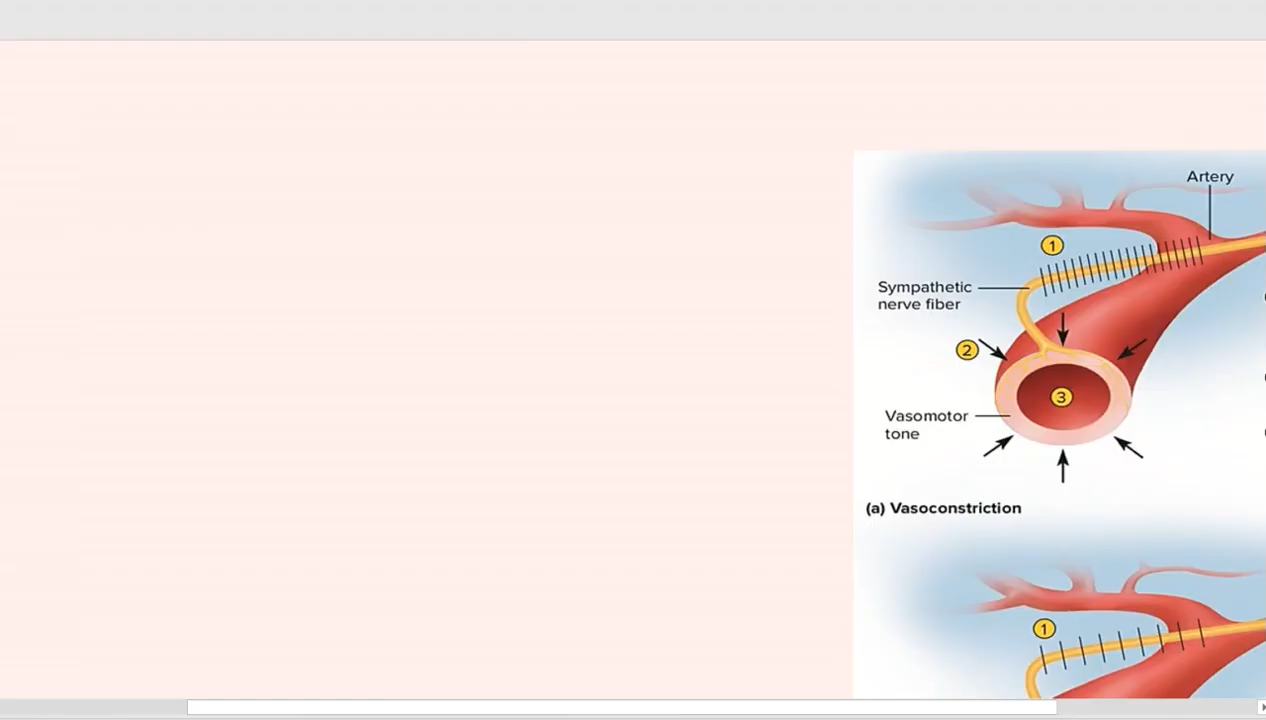 Artery
1
Sympathetic
nerve fiber
2
3
Vasomotor
tone
(a) Vasoconstriction
1